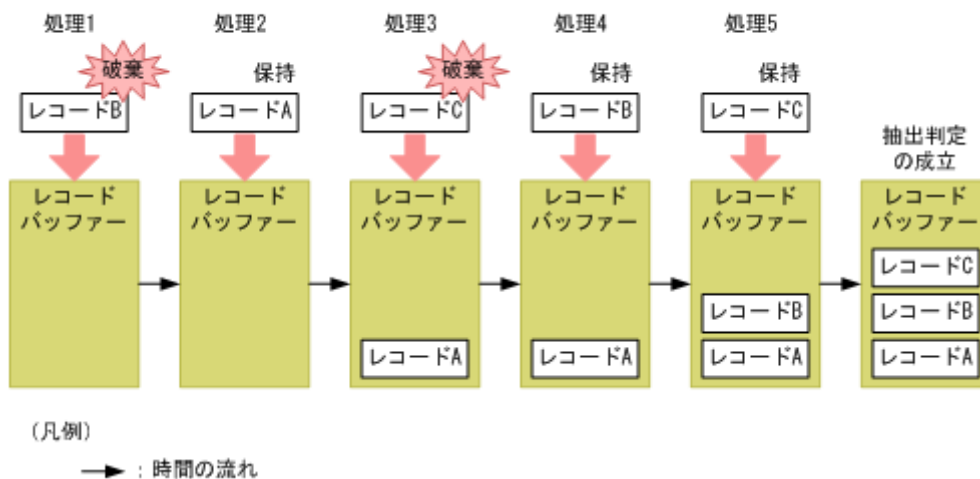 処理1
処理2
処理3
処理4
処理5
破棄
保持
破棄
保持
保持
レコードB
レコードA
レコードC
レコードB
レコードC
抽出判定
の成立
レコード
バッファー
レコード
バッファー
レコード
バッファー
レコード
バッファー
レコード
バッファー
レコード
バッファー
レコードC
レコードB
レコードB
レコードA
レコードA
レコードA
レコードA
(凡例)
:時間の流れ